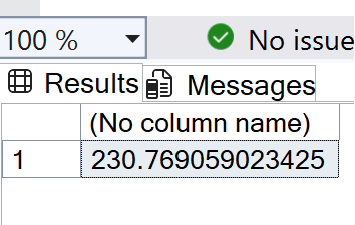 100 %
No issue
Results
Messages
(No column name)
1
230.769059023425